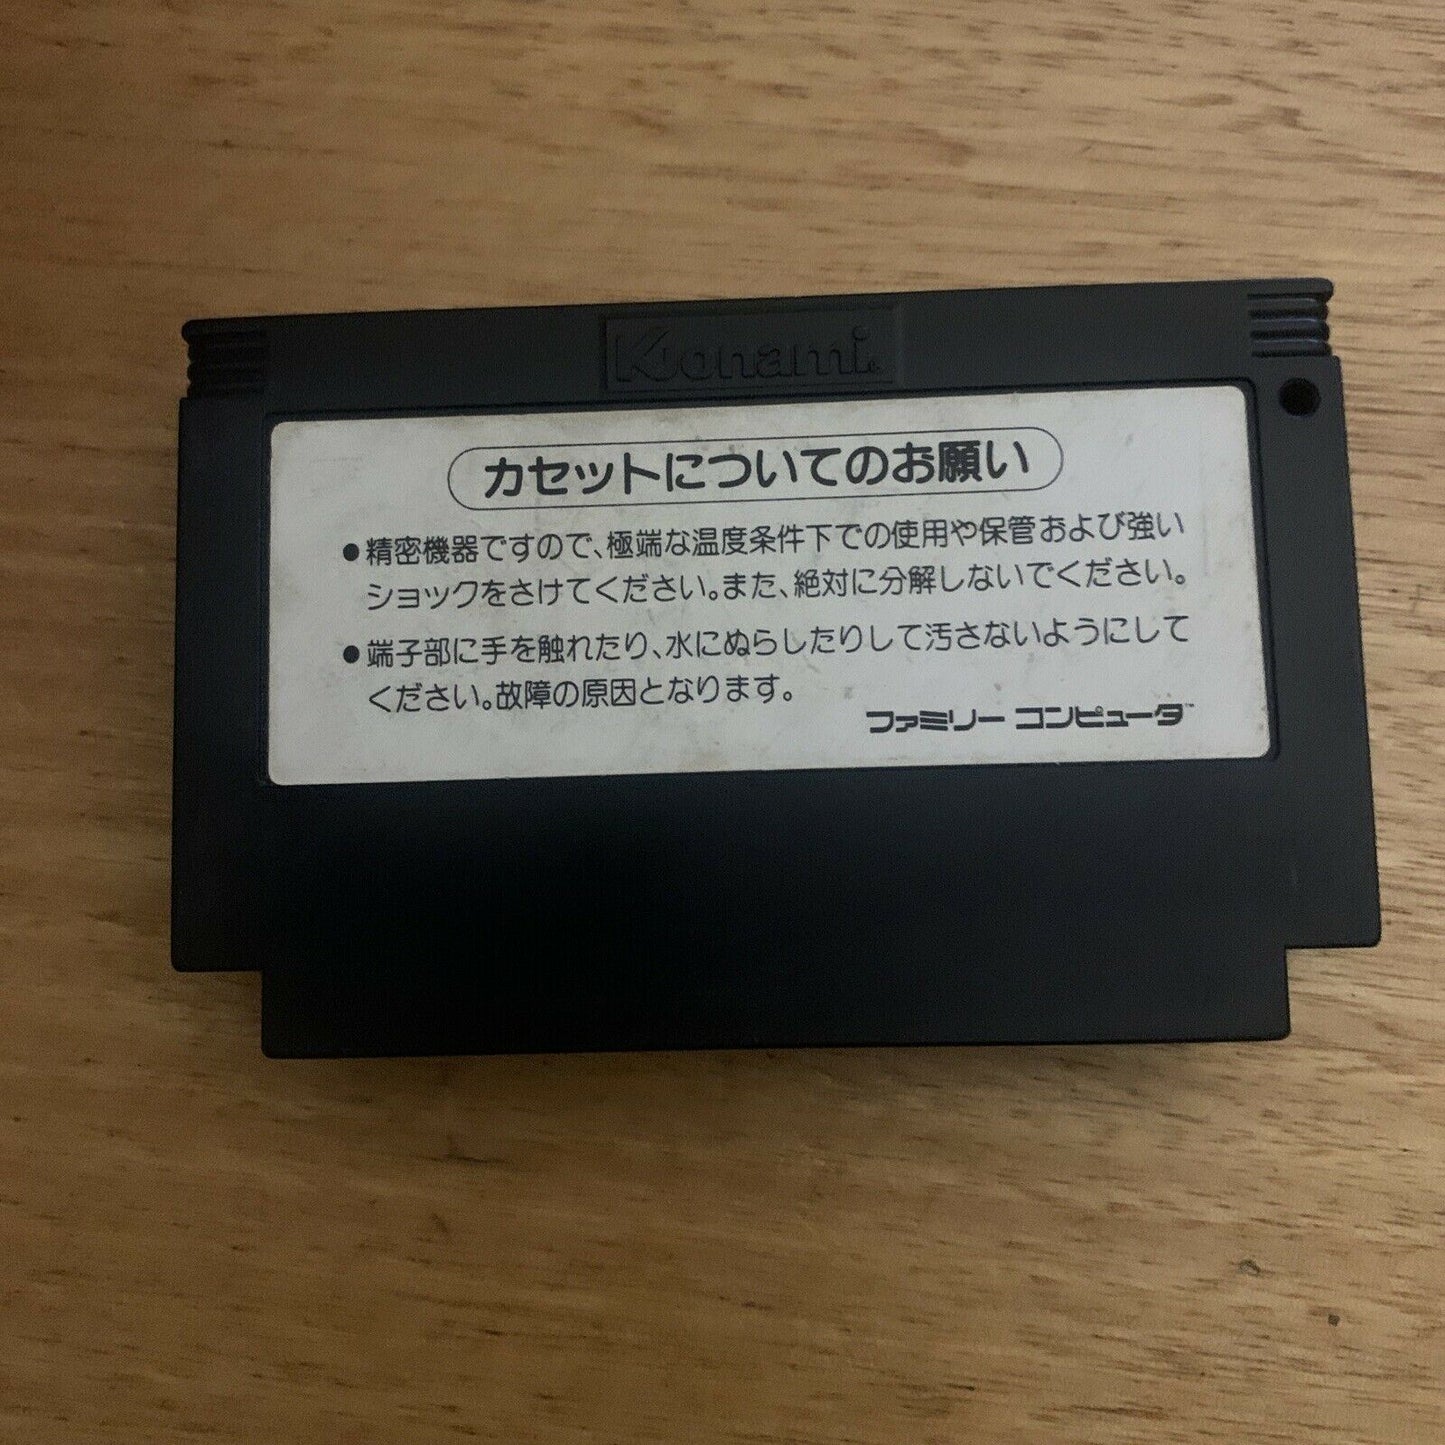 Konami
カセットについてのお願い
●精密機器ですので、極端な温度条件下での使用や保管および強い
ショックをさけてください。また、絶対に分解しないでください。
●端子部に手を触れたり、水にぬらしたりして汚さないようにして
ください。故障の原因となります。
ファミリー コンピュータ™